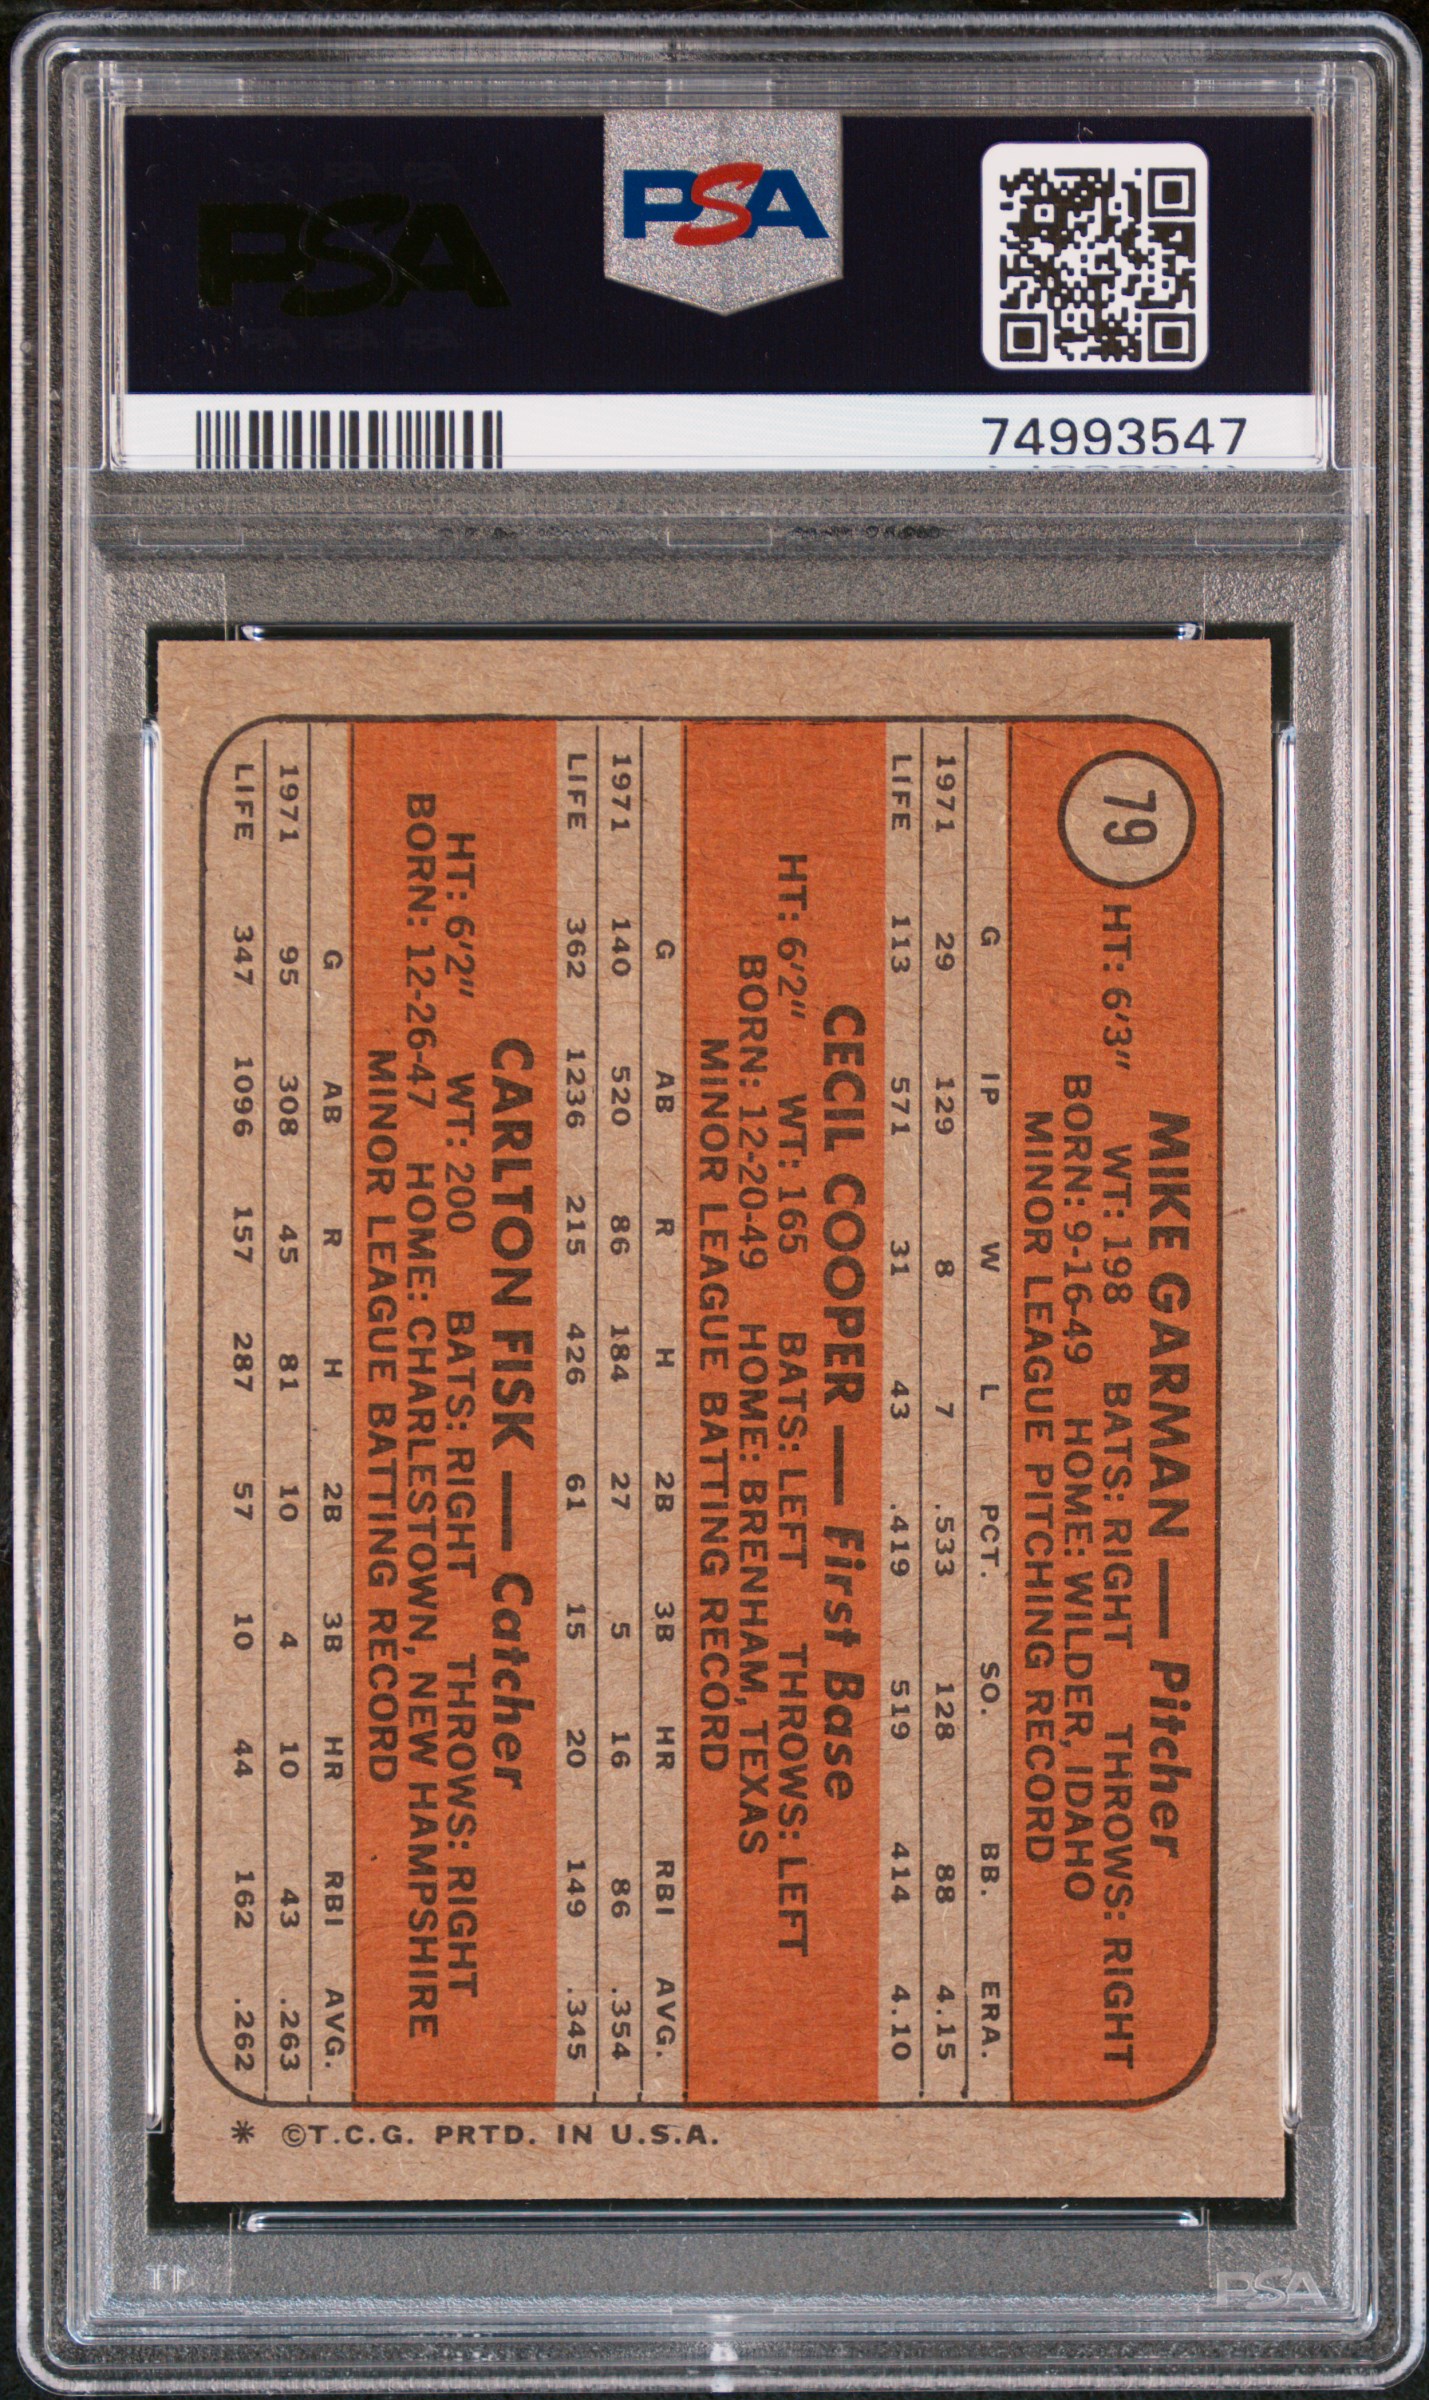 PSA
PSA
74993547
79
MIKE GARMAN — Pitcher
HT: 6'3" WT: 198 BATS: RIGHT THROWS: RIGHT
BORN: 9-16-49 HOME: WILDER, IDAHO
MINOR LEAGUE PITCHING RECORD
G IP W L PCT. SO. BB. ERA.
1971 29 129 8 7 .533 128 88 4.15
LIFE 113 571 31 43 .419 519 414 4.10
CECIL COOPER — First Base
HT: 6'2" WT: 165 BATS: LEFT THROWS: LEFT
BORN: 12-20-49 HOME: BRENHAM, TEXAS
MINOR LEAGUE BATTING RECORD
G AB R H 2B 3B HR RBI AVG.
1971 140 520 86 184 27 5 16 86 .354
LIFE 362 1236 215 426 61 15 20 149 .345
CARLTON FISK — Catcher
HT: 6'2" WT: 200 BATS: RIGHT THROWS: RIGHT
BORN: 12-26-47 HOME: CHARLESTOWN, NEW HAMPSHIRE
MINOR LEAGUE BATTING RECORD
G AB R H 2B 3B HR RBI AVG.
1971 95 308 45 81 10 4 10 43 .263
LIFE 347 1096 157 287 57 10 44 162 .262
* ©T.C.G. PRTD. IN U.S.A.
PSA